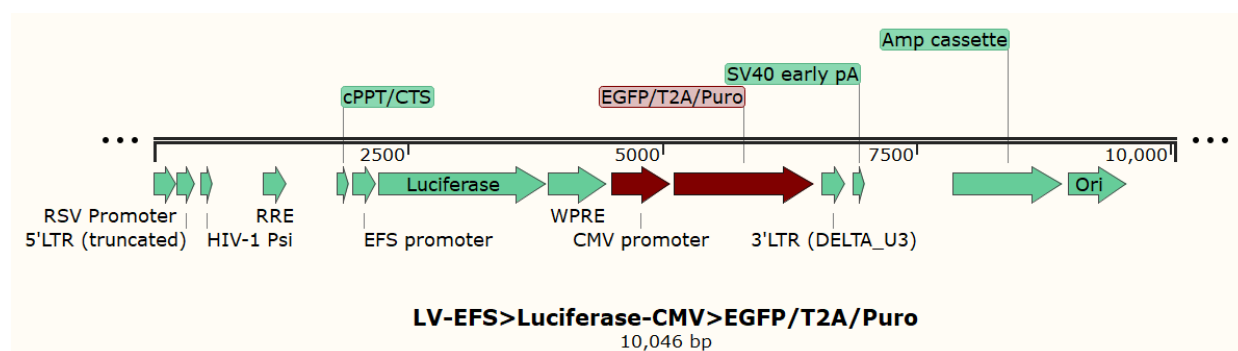 Amp cassette
SV40 early pA
cPPT/CTS EGFP/T2A/Puro
2500 5000 7500 10,000
Luciferase Ori
RSV Promoter RRE WPRE
5'LTR (truncated) HIV-1 Psi EFS promoter CMV promoter 3'LTR (DELTA_U3)
LV-EFS>Luciferase-CMV>EGFP/T2A/Puro
10,046 bp